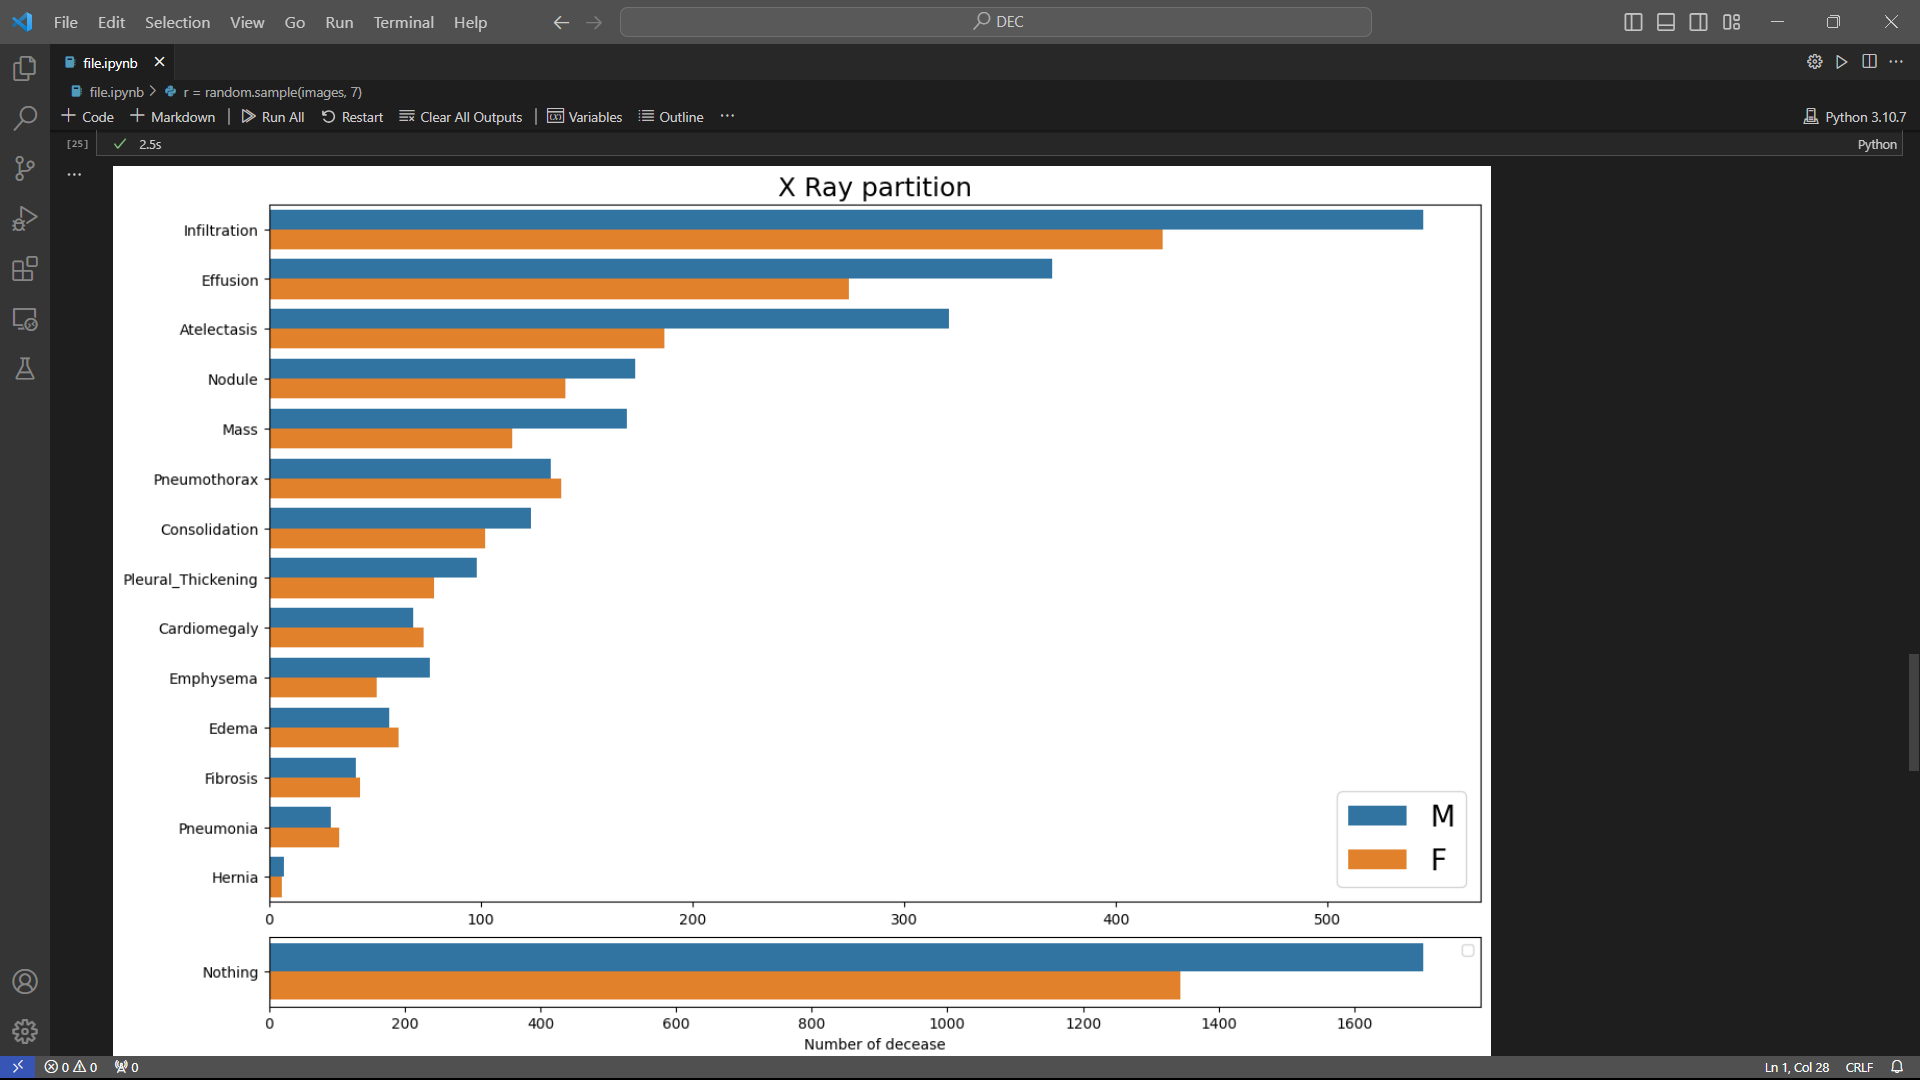 File Edit Selection View Go Run Terminal Help DEC
file.ipynb
file.ipynb r = random.sample(images, 7)
Code Markdown Run All Restart Clear All Outputs Variables Outline ... Python 3.10.7
[25] 2.5s Python
X Ray partition
Infiltration
Effusion
Atelectasis
Nodule
Mass
Pneumothorax
Consolidation
Pleural_Thickening
Cardiomegaly
Emphysema
Edema
Fibrosis
Pneumonia
Hernia
M
F
0 100 200 300 400 500
Nothing
0 200 400 600 800 1000 1200 1400 1600
Number of decease
0 0 0 Ln 1, Col 28 CRLF